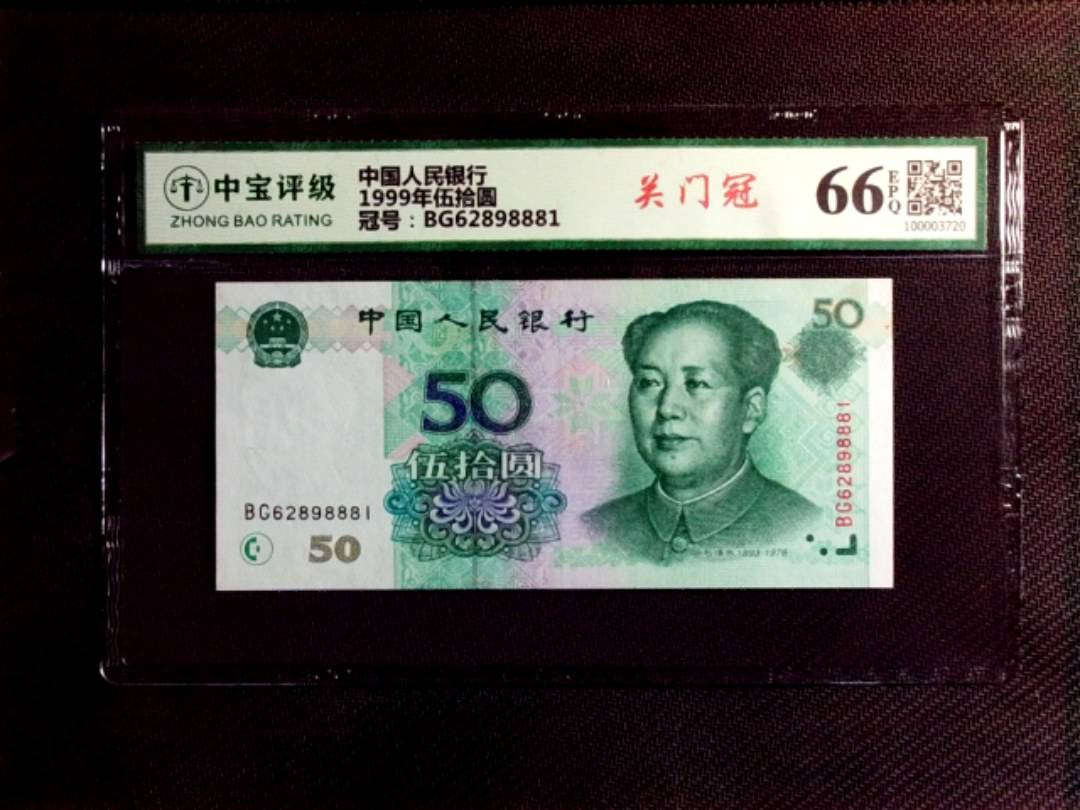 中宝评级
ZHONG BAO RATING
中国人民银行
1999年伍拾圆
冠号：BG62898881
关门冠
66
EPQ
100003720
中国人民银行
50
50
伍拾圆
BG62898881
50
BG62898881